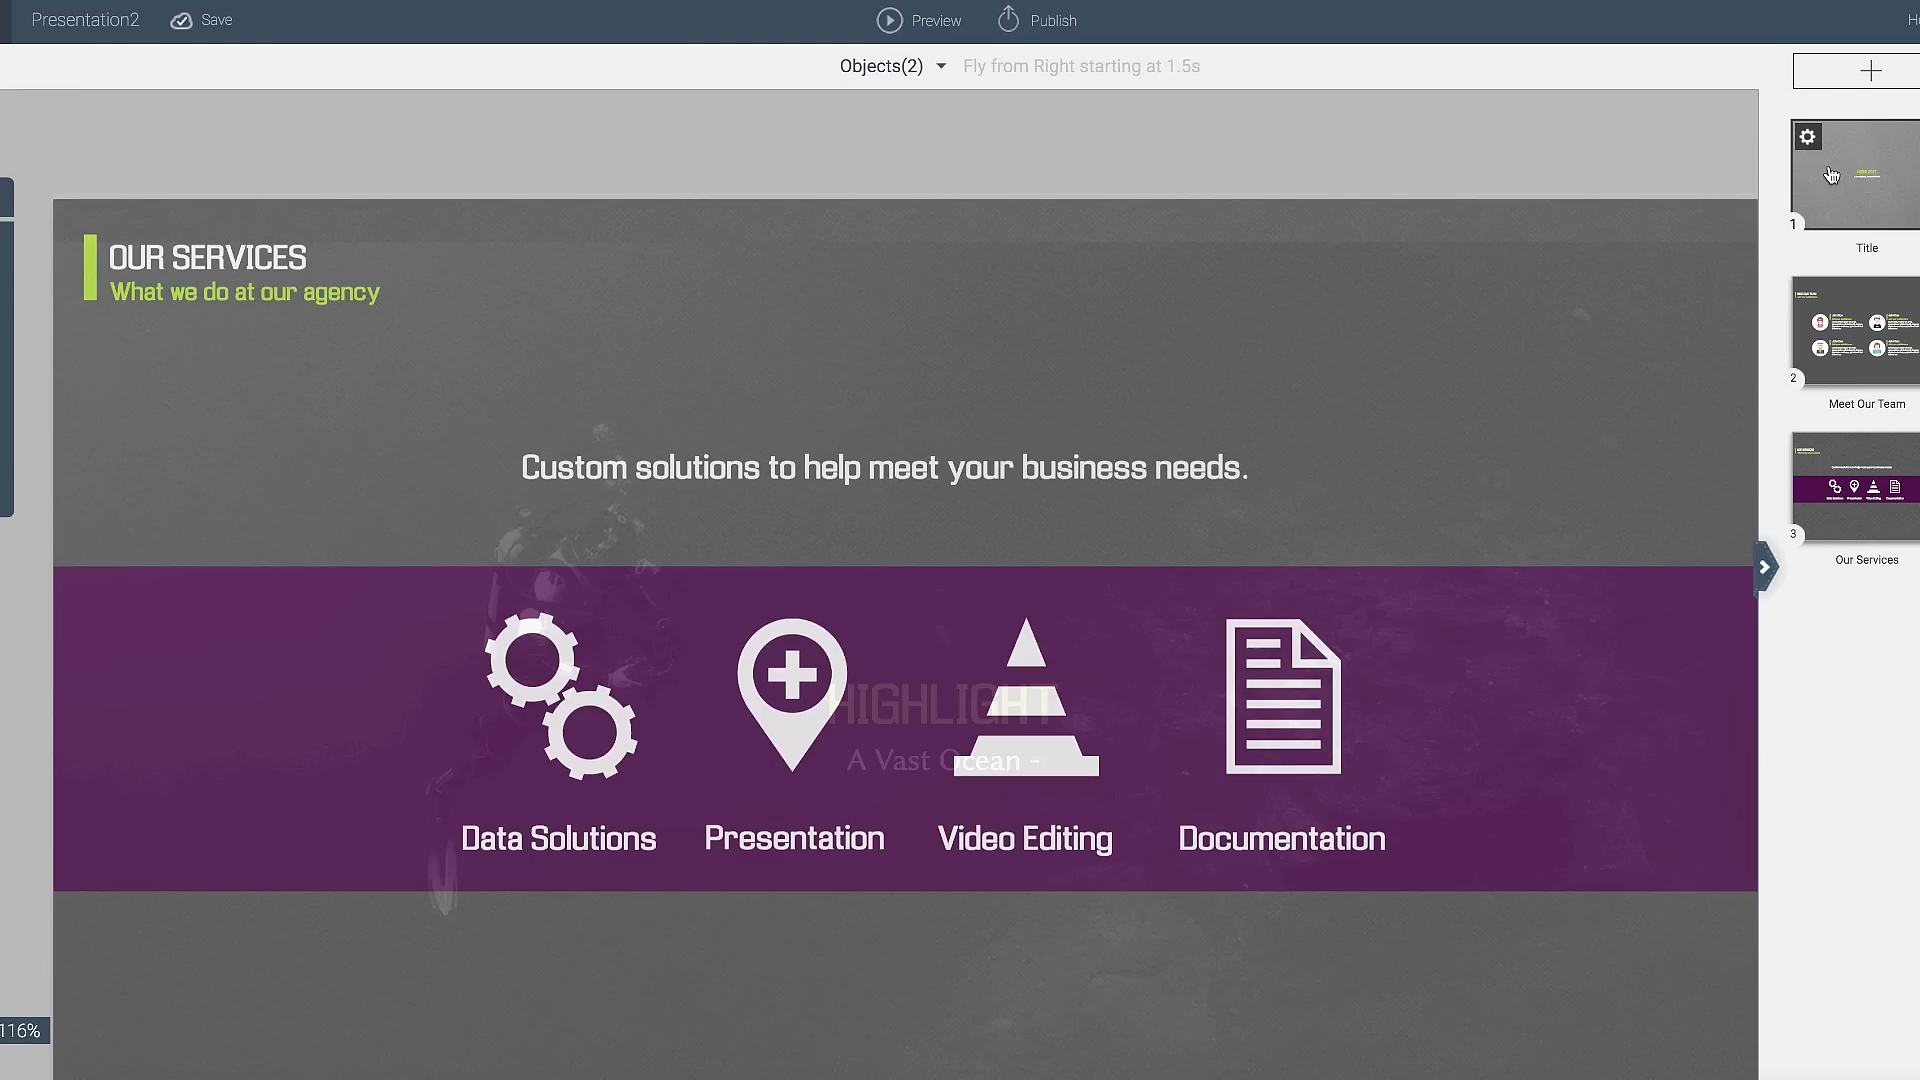 Presentation2
Save
Preview
Publish
Objects(2)
Fly from Right starting at 1.5s
OUR SERVICES
What we do at our agency
Custom solutions to help meet your business needs.
HIGHLIGHT
A Vast Ocean -
Data Solutions
Presentation
Video Editing
Documentation
1
Title
2
Meet Our Team
3
Our Services
116%